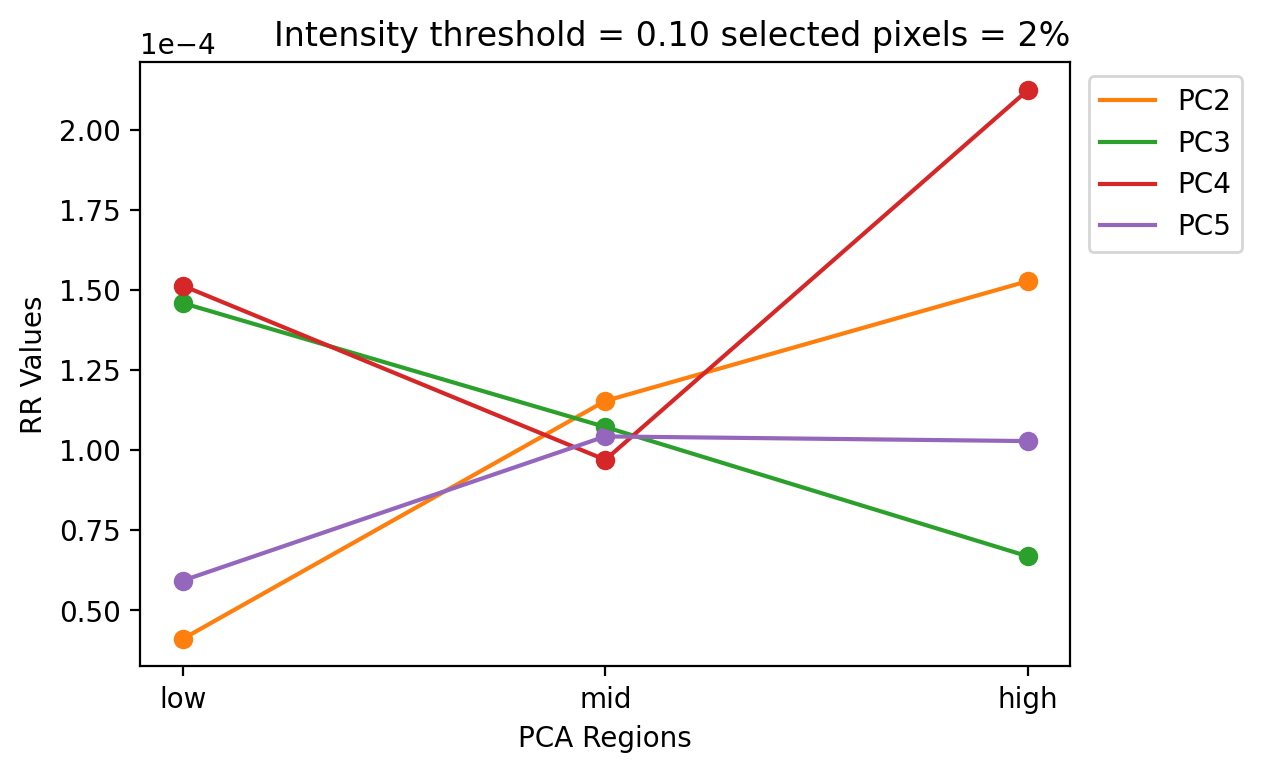 Intensity threshold = 0.10 selected pixels = 2%
1e−4
2.00
1.75
1.50
1.25
1.00
0.75
0.50
RR Values
low
mid
high
PCA Regions
PC2
PC3
PC4
PC5